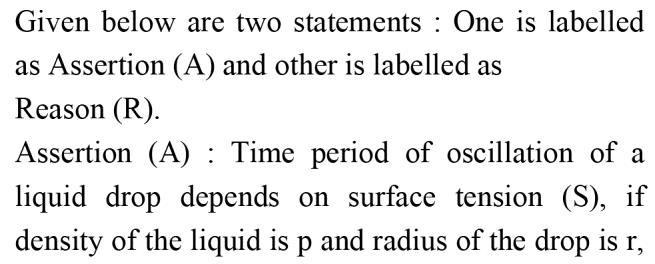 Given below are two statements : One is labelled
as Assertion (A) and other is labelled as
Reason (R).
Assertion (A) : Time period of oscillation of a
liquid drop depends on surface tension (S), if
density of the liquid is p and radius of the drop is r,